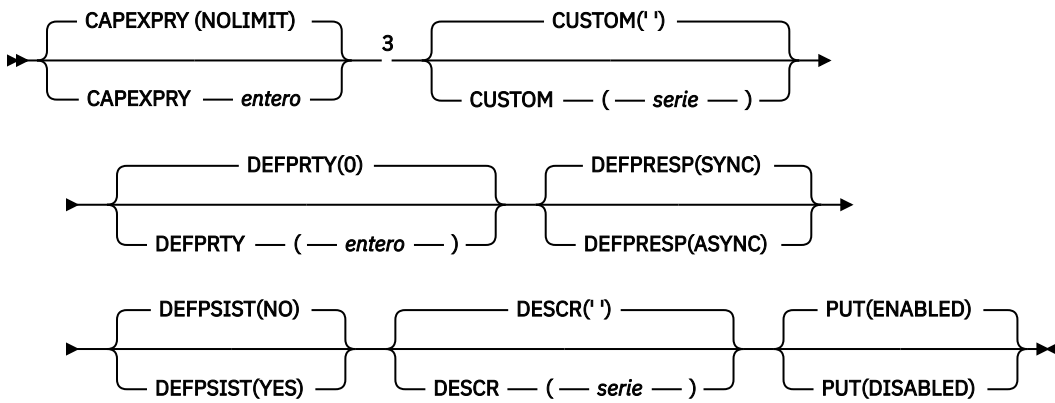 CAPEXPRY (NOLIMIT) CUSTOM(' ')
3
CAPEXPRY entero CUSTOM ( serie )
DEFPRTY(0) DEFPRESP(SYNC)
DEFPRTY ( entero ) DEFPRESP(ASYNC)
DEFPSIST(NO) DESCR(' ') PUT(ENABLED)
DEFPSIST(YES) DESCR ( serie ) PUT(DISABLED)